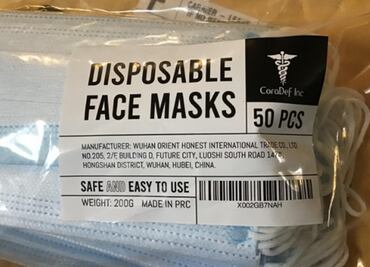 DISPOSABLE
FACE MASKS
CoraDef Inc
50 PCS
MANUFACTURER: WUHAN ORIENT HONEST INTERNATIONAL TRADE CO., LTD
NO.205, 2/F, BUILDING D, FUTURE CITY, LUOSHI SOUTH ROAD 147#,
HONGSHAN DISTRICT, WUHAN, HUBEI, CHINA.
SAFE AND EASY TO USE
WEIGHT: 200G MADE IN PRC
X002GB7NAH